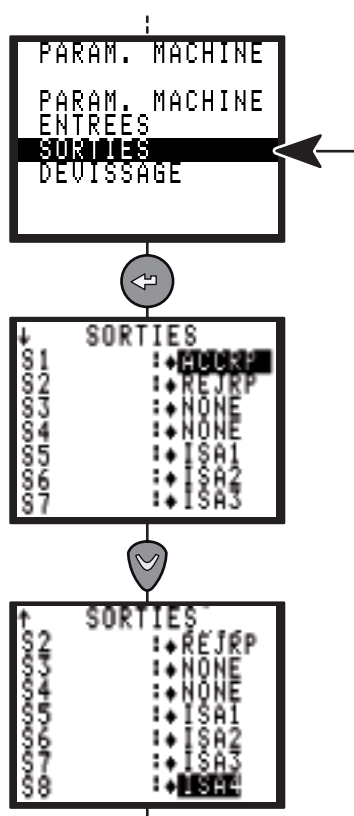 PARAM. MACHINE
PARAM. MACHINE
ENTREES
SORTIES
DEVISSAGE
↓ SORTIES
S1 :♦ACCRP
S2 :♦REJRP
S3 :♦NONE
S4 :♦NONE
S5 :♦ISA1
S6 :♦ISA2
S7 :♦ISA3
↑ SORTIES
S2 :♦REJRP
S3 :♦NONE
S4 :♦NONE
S5 :♦ISA1
S6 :♦ISA2
S7 :♦ISA3
S8 :♦ISA4